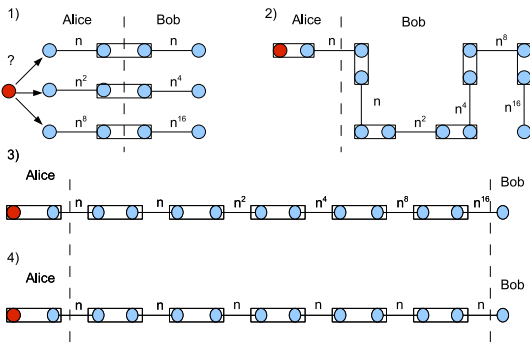 1)
Alice Bob
n n
?
n² n⁴
n⁸ n¹⁶
2)
Alice Bob
n n⁸
n n² n⁴ n¹⁶
3)
Alice Bob
n n n² n⁴ n⁸ n¹⁶
4)
Alice Bob
n n n n n n